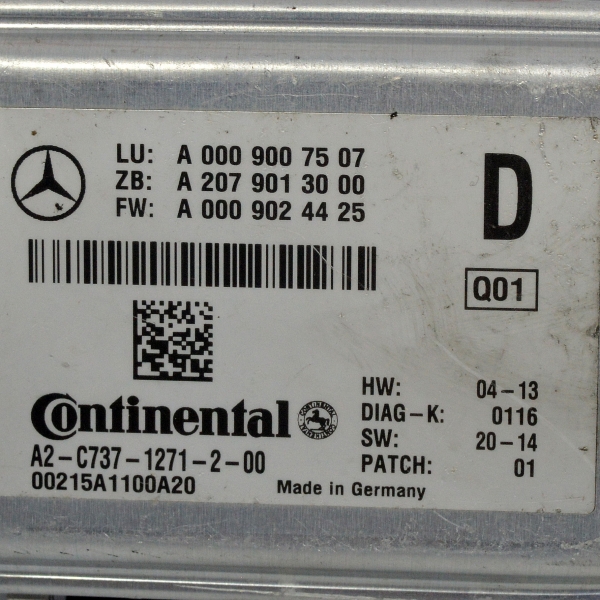 LU: A 000 900 75 07
ZB: A 207 901 30 00
FW: A 000 902 44 25
D
Q01
Continental
A2-C737-1271-2-00
00215A1100A20
Made in Germany
HW: 04-13
DIAG-K: 0116
SW: 20-14
PATCH: 01